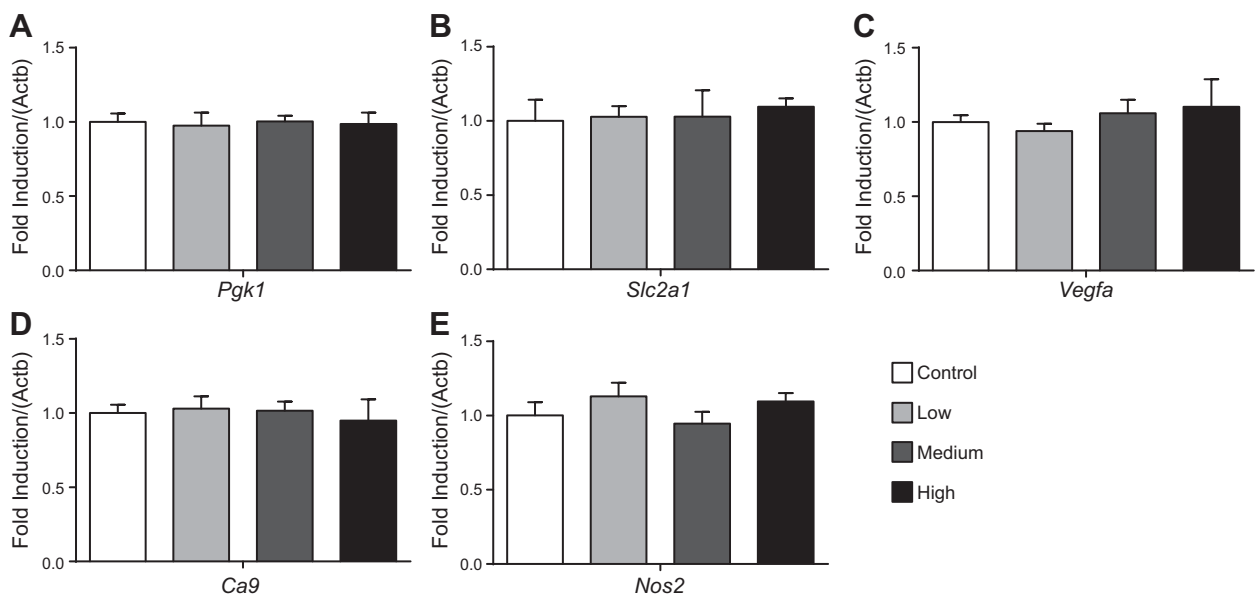 A
Fold Induction/(Actb)
1.5
1.0
0.5
0.0
Pgk1
B
Fold Induction/(Actb)
1.5
1.0
0.5
0.0
Slc2a1
C
Fold Induction/(Actb)
1.5
1.0
0.5
0.0
Vegfa
D
Fold Induction/(Actb)
1.5
1.0
0.5
0.0
Ca9
E
Fold Induction/(Actb)
1.5
1.0
0.5
0.0
Nos2
Control
Low
Medium
High